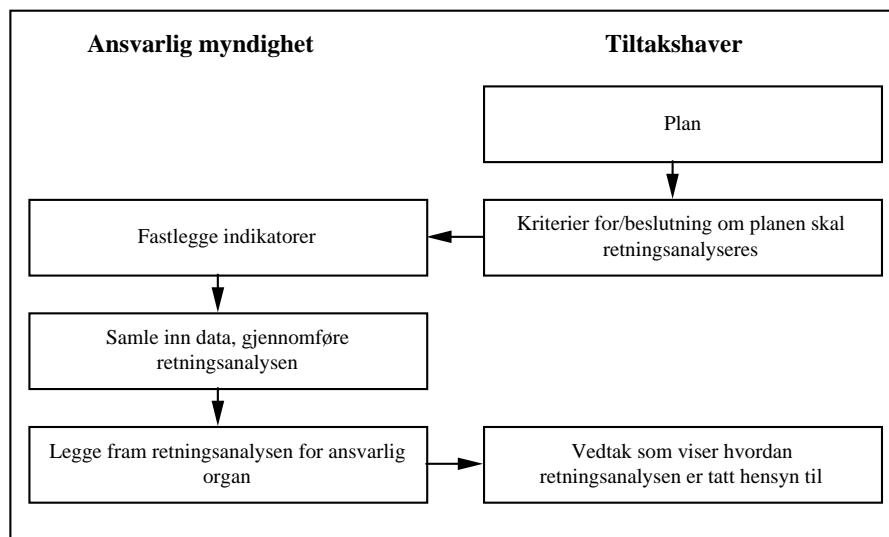 Ansvarlig myndighet
Tiltakshaver
Plan
Kriterier for/beslutning om planen skal
retningsanalyseres
Fastlegge indikatorer
Samle inn data, gjennomføre
retningsanalysen
Legge fram retningsanalysen for ansvarlig
organ
Vedtak som viser hvordan
retningsanalysen er tatt hensyn til